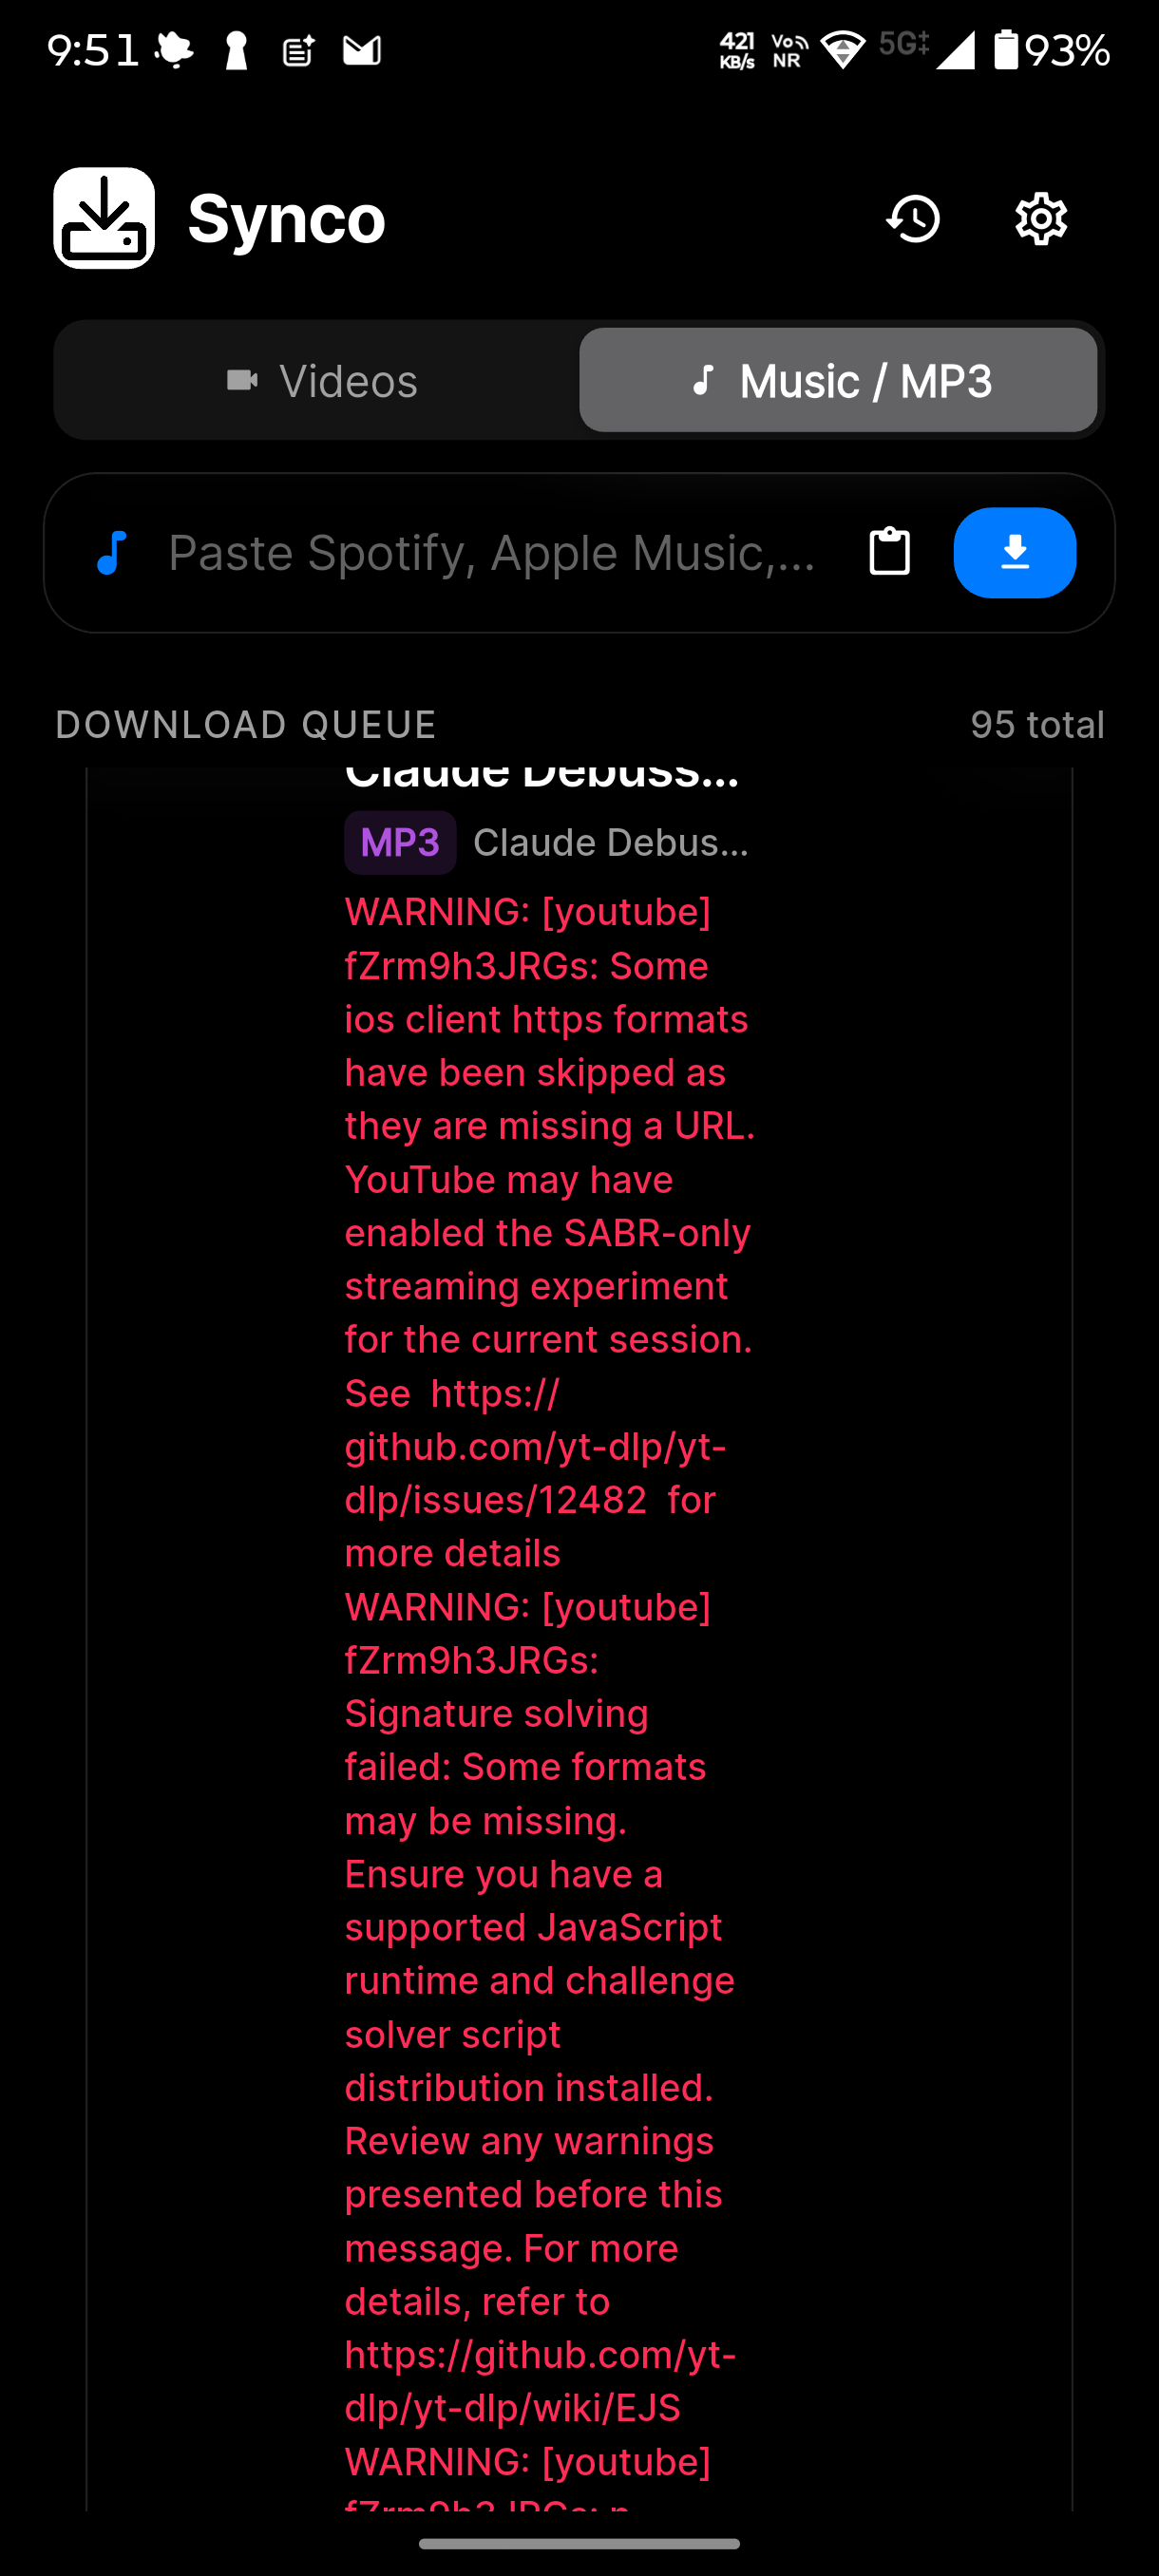 9:51
421 KB/s
Vo NR
5G
93%
Synco
Videos
Music / MP3
Paste Spotify, Apple Music,...
DOWNLOAD QUEUE
95 total
Claude Debuss...
MP3
Claude Debus...
WARNING: [youtube]
fZrm9h3JRGs: Some
ios client https formats
have been skipped as
they are missing a URL.
YouTube may have
enabled the SABR-only
streaming experiment
for the current session.
See  https://
github.com/yt-dlp/yt-
dlp/issues/12482  for
more details
WARNING: [youtube]
fZrm9h3JRGs:
Signature solving
failed: Some formats
may be missing.
Ensure you have a
supported JavaScript
runtime and challenge
solver script
distribution installed.
Review any warnings
presented before this
message. For more
details, refer to
https://github.com/yt-
dlp/yt-dlp/wiki/EJS
WARNING: [youtube]
fZrm9h3JRGs: n